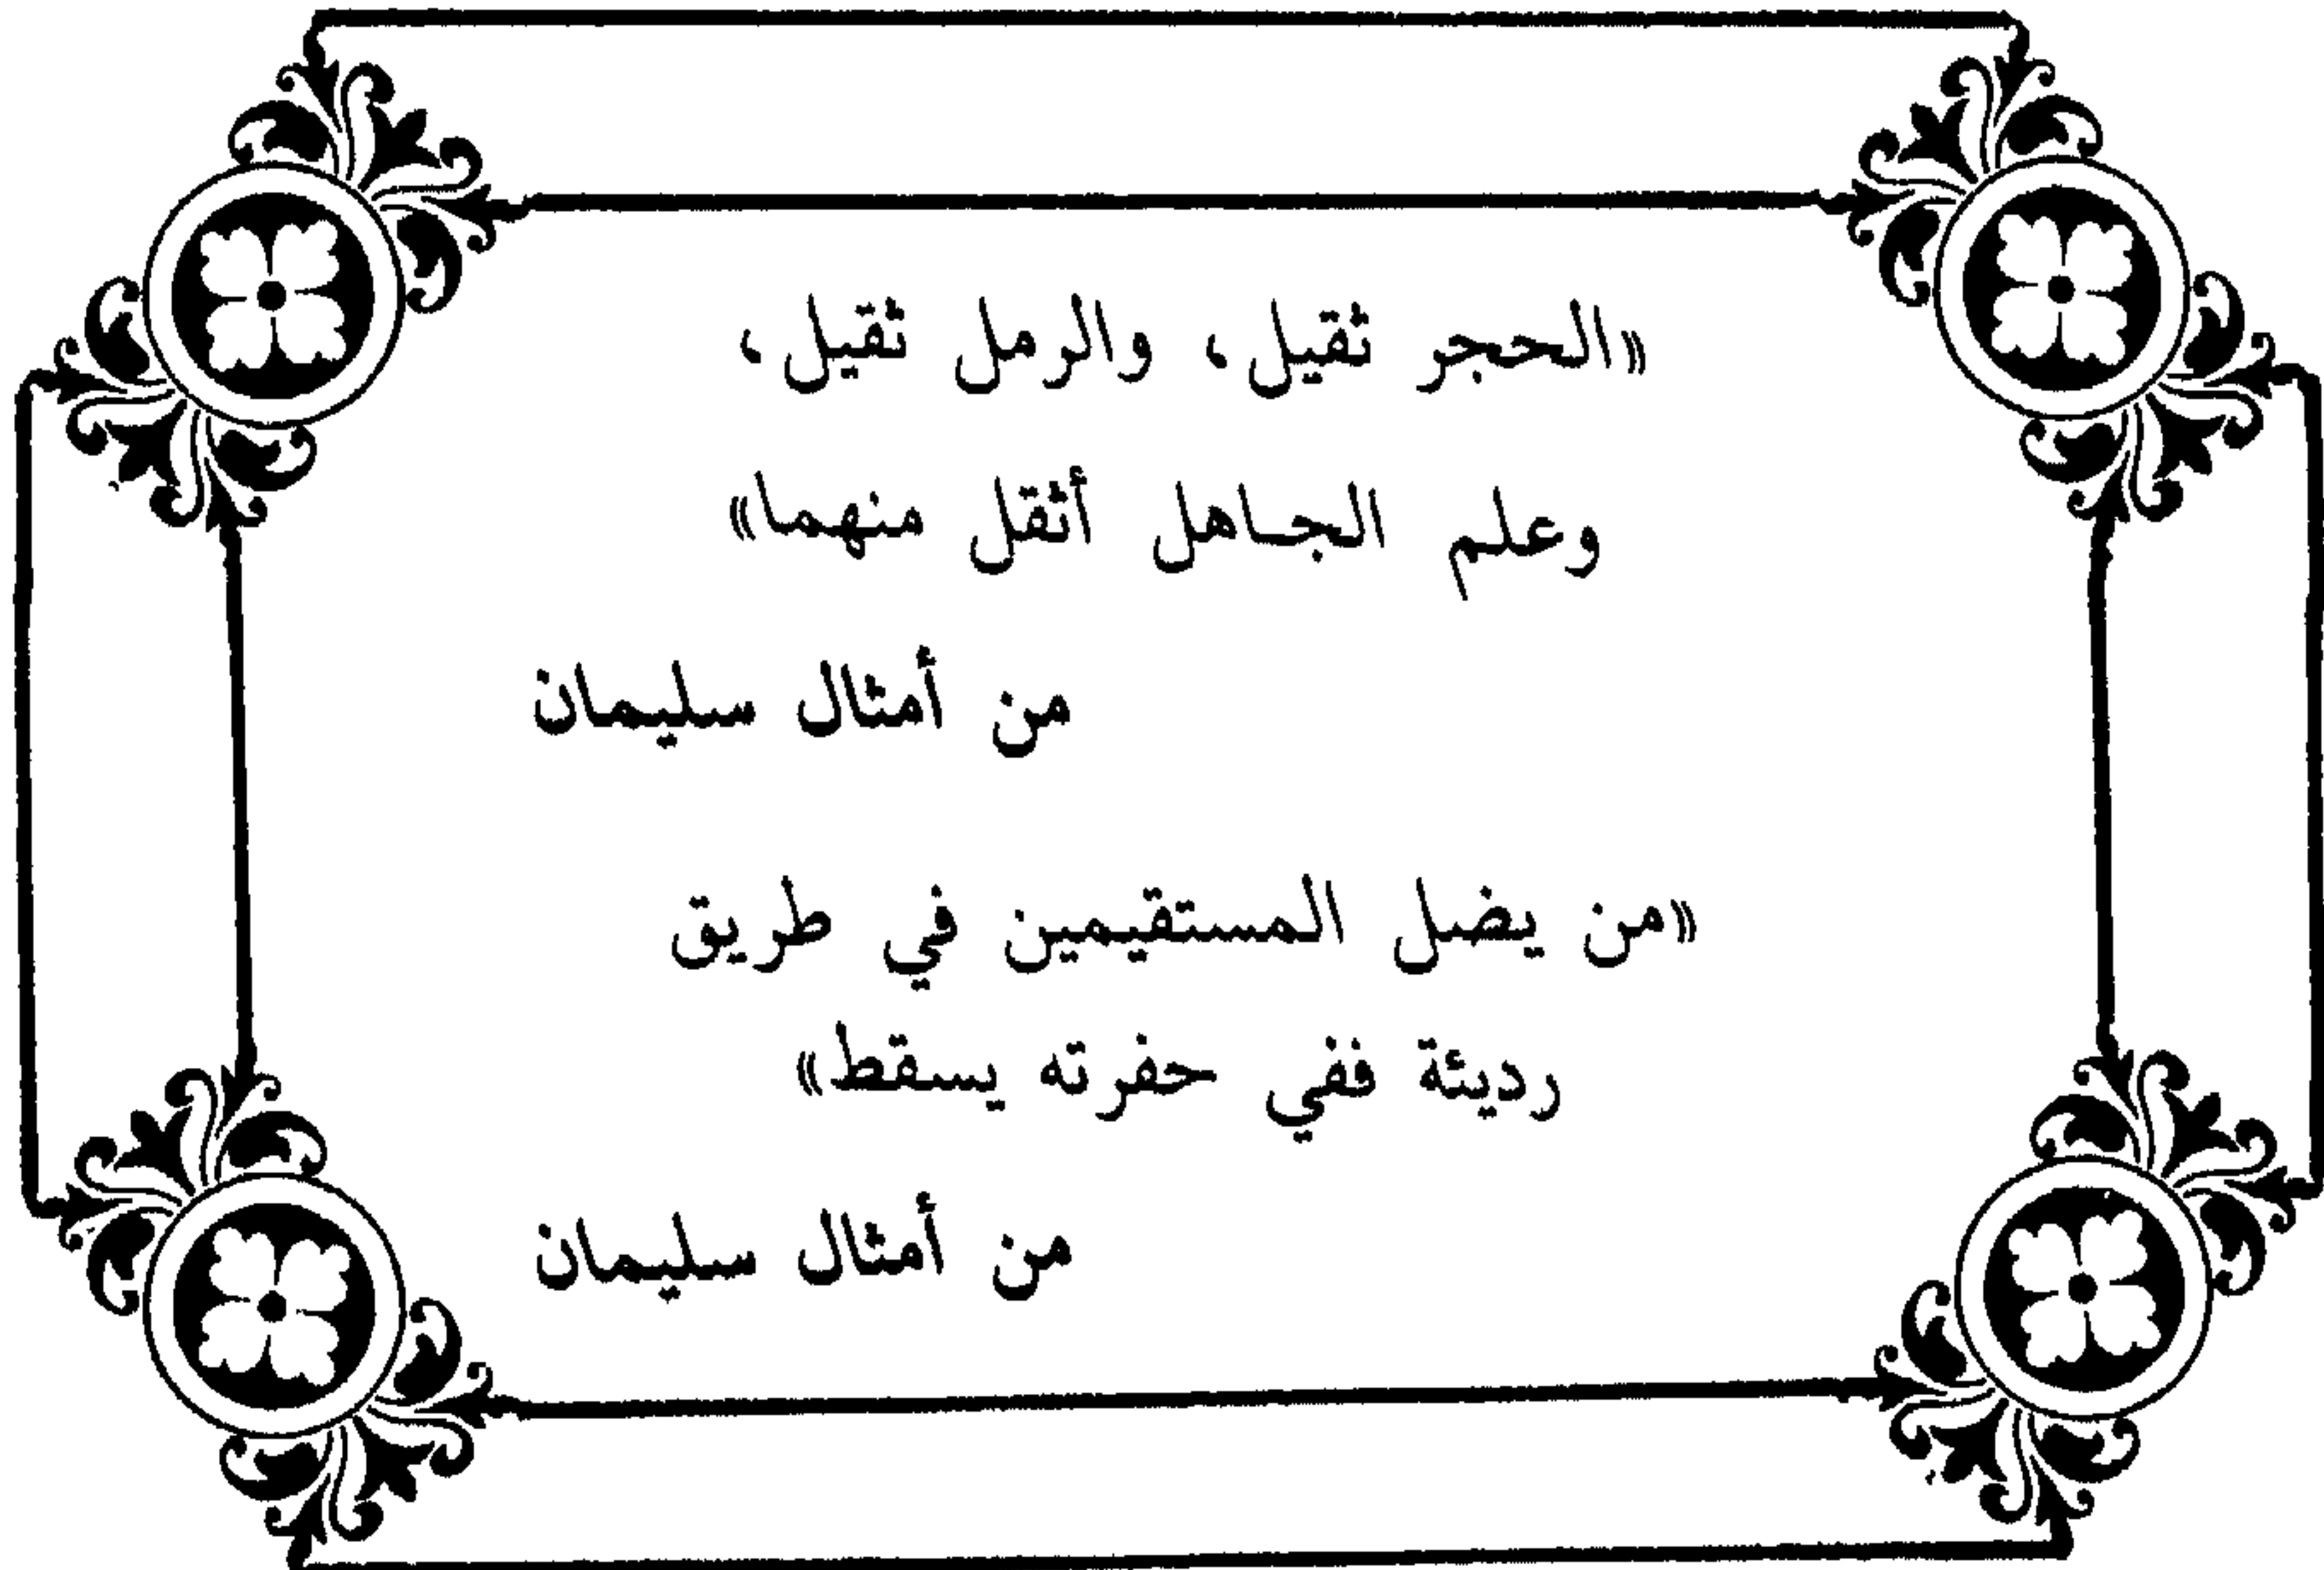 «الحجر ثقيل، والرمل ثقيل،
وعلم الجاهل أثقل منهما»
من أمثال سليمان
«من يضل المستقيمين في طريق
رديئة ففي حفرته يسقط»
من أمثال سليمان